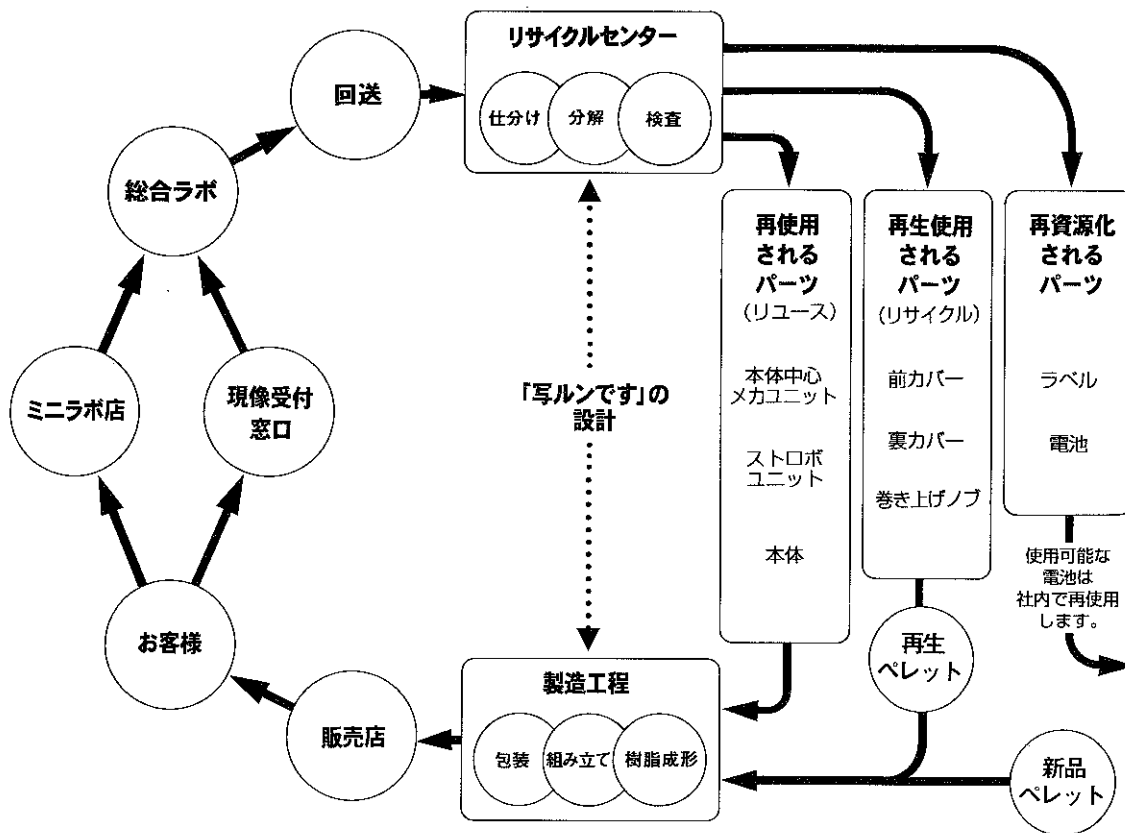 リサイクルセンター
仕分け
分解
検査
回送
総合ラボ
ミニラボ店
現像受付
窓口
お客様
販売店
「写ルンです」の
設計
再使用
される
パーツ
(リユース)
本体中心
メカユニット
ストロボ
ユニット
本体
再生使用
される
パーツ
(リサイクル)
前カバー
裏カバー
巻き上げノブ
再資源化
される
パーツ
ラベル
電池
使用可能な
電池は
社内で再使用
します。
再生
ペレット
新品
ペレット
製造工程
包装
組み立て
樹脂成形